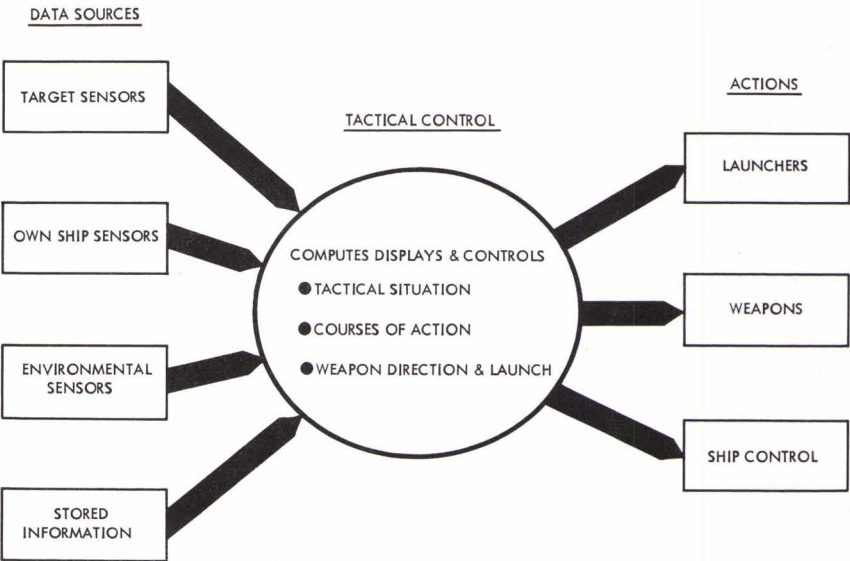 DATA SOURCES
TARGET SENSORS
OWN SHIP SENSORS
ENVIRONMENTAL
SENSORS
STORED
INFORMATION
TACTICAL CONTROL
COMPUTES DISPLAYS & CONTROLS
●TACTICAL SITUATION
●COURSES OF ACTION
●WEAPON DIRECTION & LAUNCH
ACTIONS
LAUNCHERS
WEAPONS
SHIP CONTROL